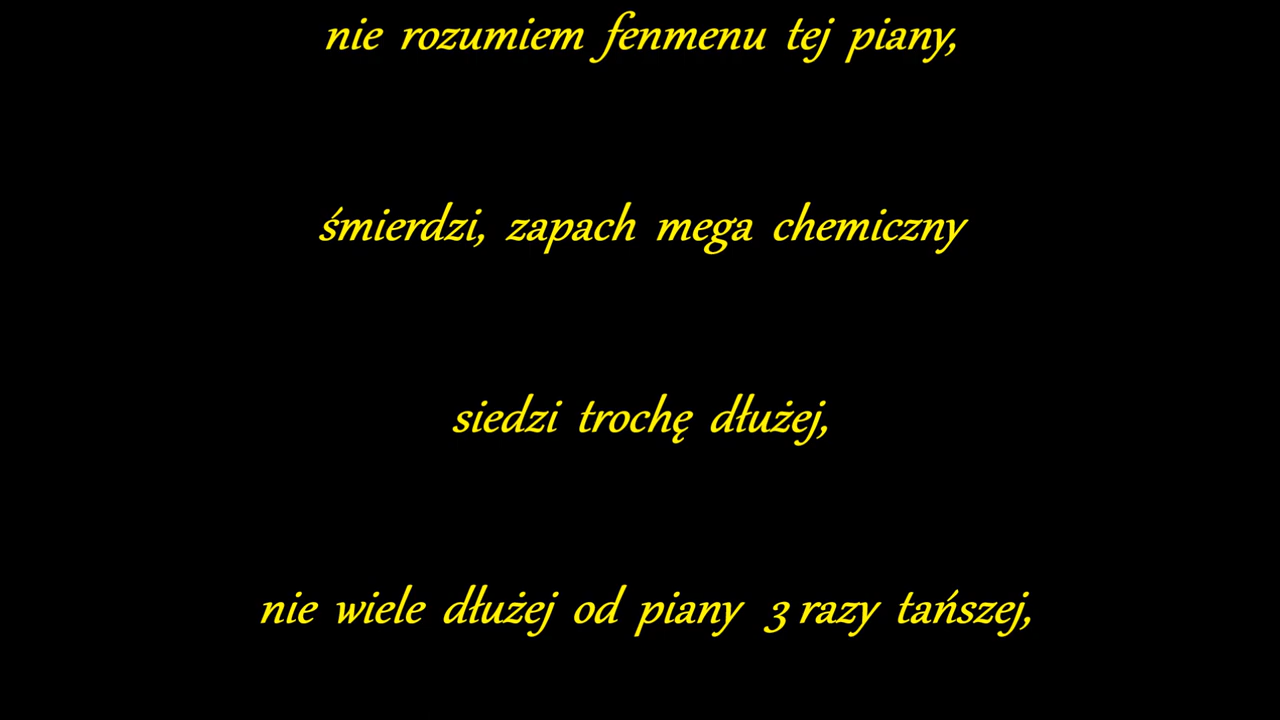 nie rozumiem fenmenu tej piany,
śmierdzi, zapach mega chemiczny
siedzi trochę dłużej,
nie wiele dłużej od piany 3 razy tańszej,